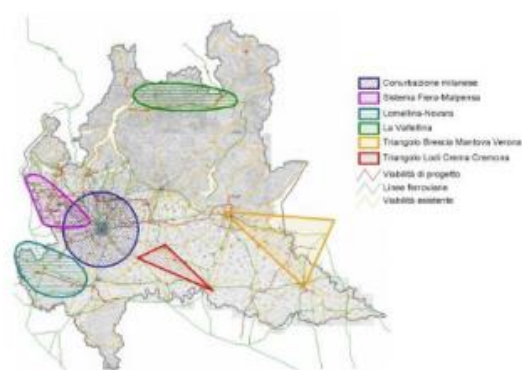 Conurbazione milanese
Sistema Fiera-Malpensa
Lomellina-Novara
La Valtellina
Triangolo Brescia Mantova Verona
Triangolo Lodi Crema Cremona
Viabilità di progetto
Linee ferroviarie
Viabilità esistente